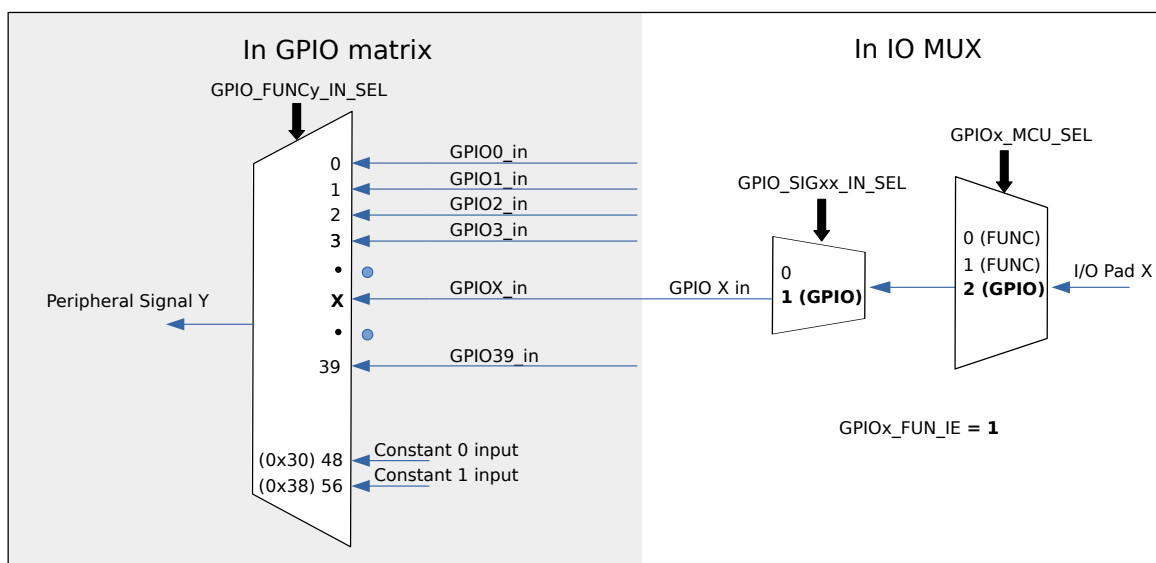 In GPIO matrix
In IO MUX
GPIO_FUNCy_IN_SEL
GPIOx_MCU_SEL
GPIO_SIGxx_IN_SEL
0
GPIO0_in
1
GPIO1_in
2
GPIO2_in
3
GPIO3_in
X
GPIOX_in
GPIO X in
0
1 (GPIO)
0 (FUNC)
1 (FUNC)
2 (GPIO)
I/O Pad X
Peripheral Signal Y
39
GPIO39_in
GPIOx_FUN_IE = 1
(0x30) 48
Constant 0 input
(0x38) 56
Constant 1 input